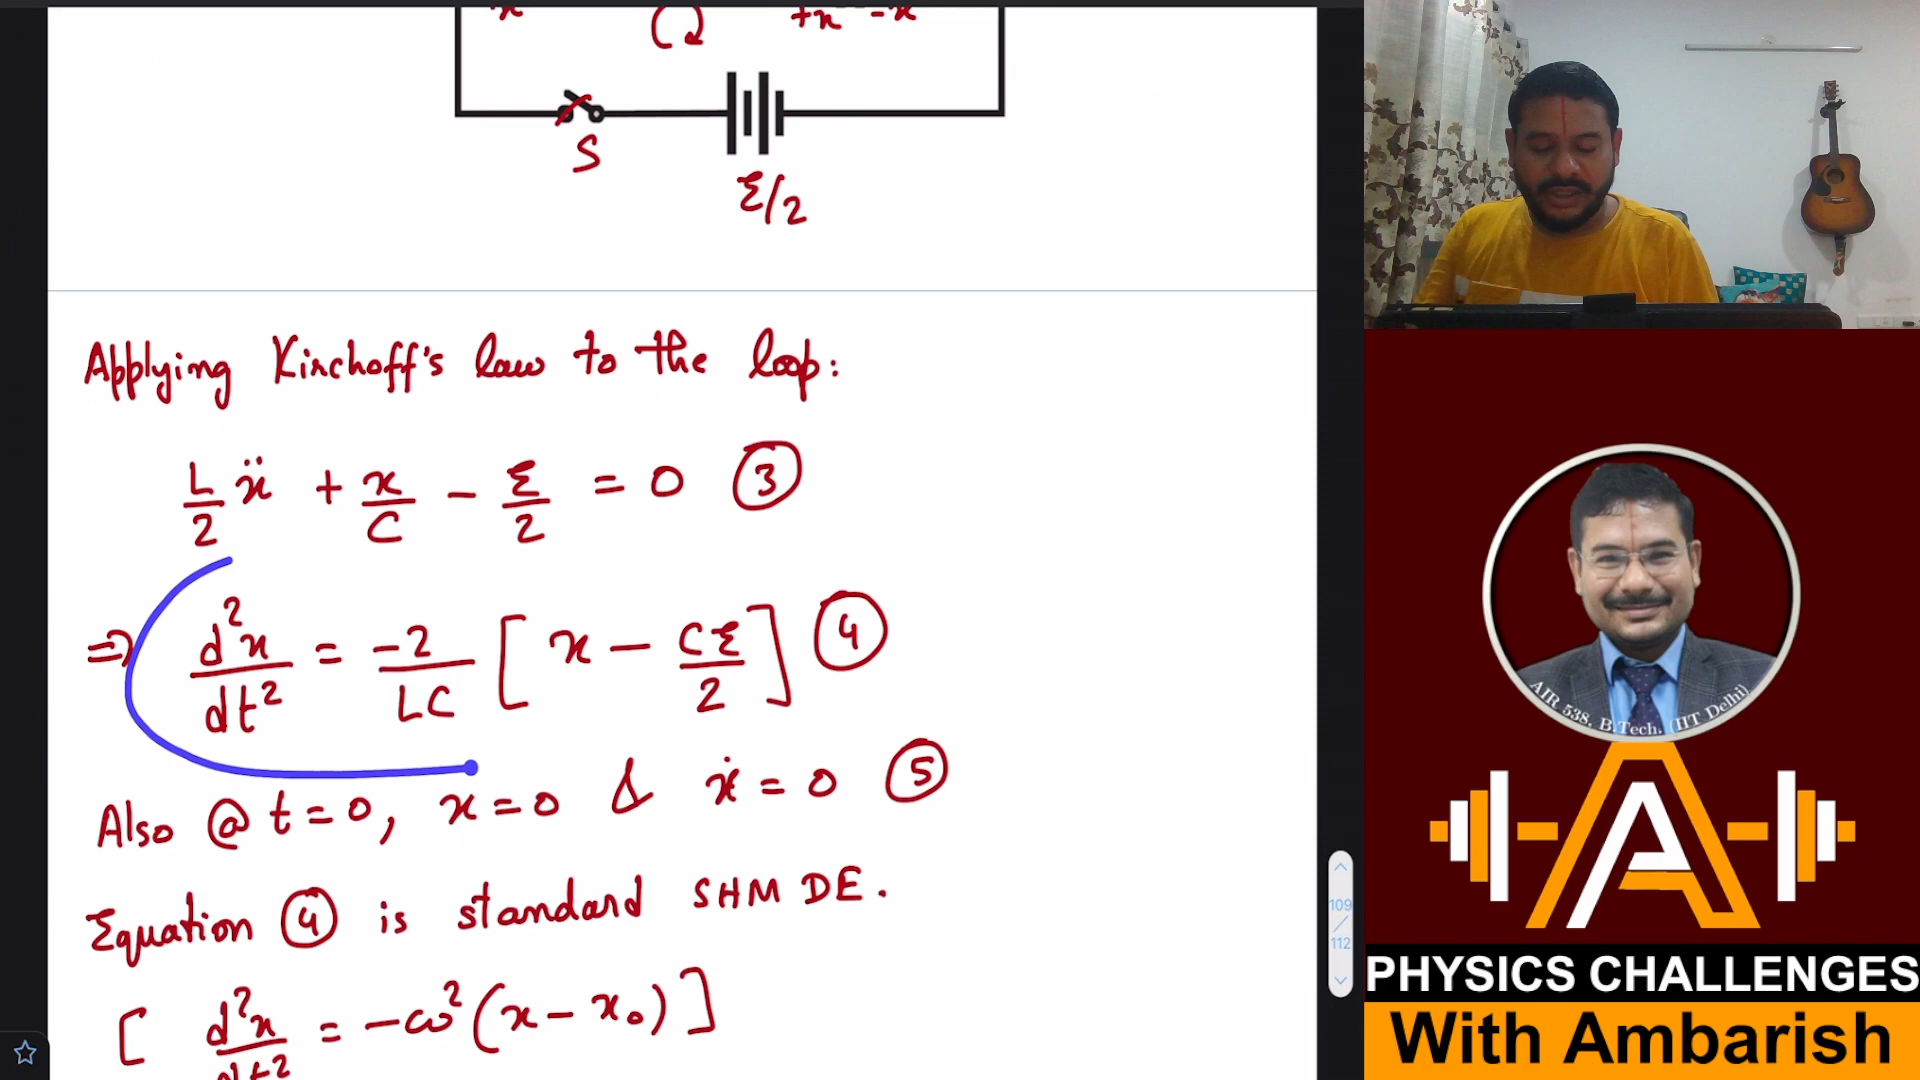 x +x -x
S
Ɛ/2
Applying Kirchoff's law to the loop:
L/2 ẍ + x/C - Ɛ/2 = 0 ③
=> d²x/dt² = -2/LC [ x - CƐ/2 ] ④
Also @ t=0, x=0 & ẋ=0 ⑤
Equation ④ is standard SHM DE.
[ d²x/dt² = -ω² (x - x₀) ]
109
/
112
AIR 538, B.Tech. (IIT Delhi)
A
PHYSICS CHALLENGES
With Ambarish